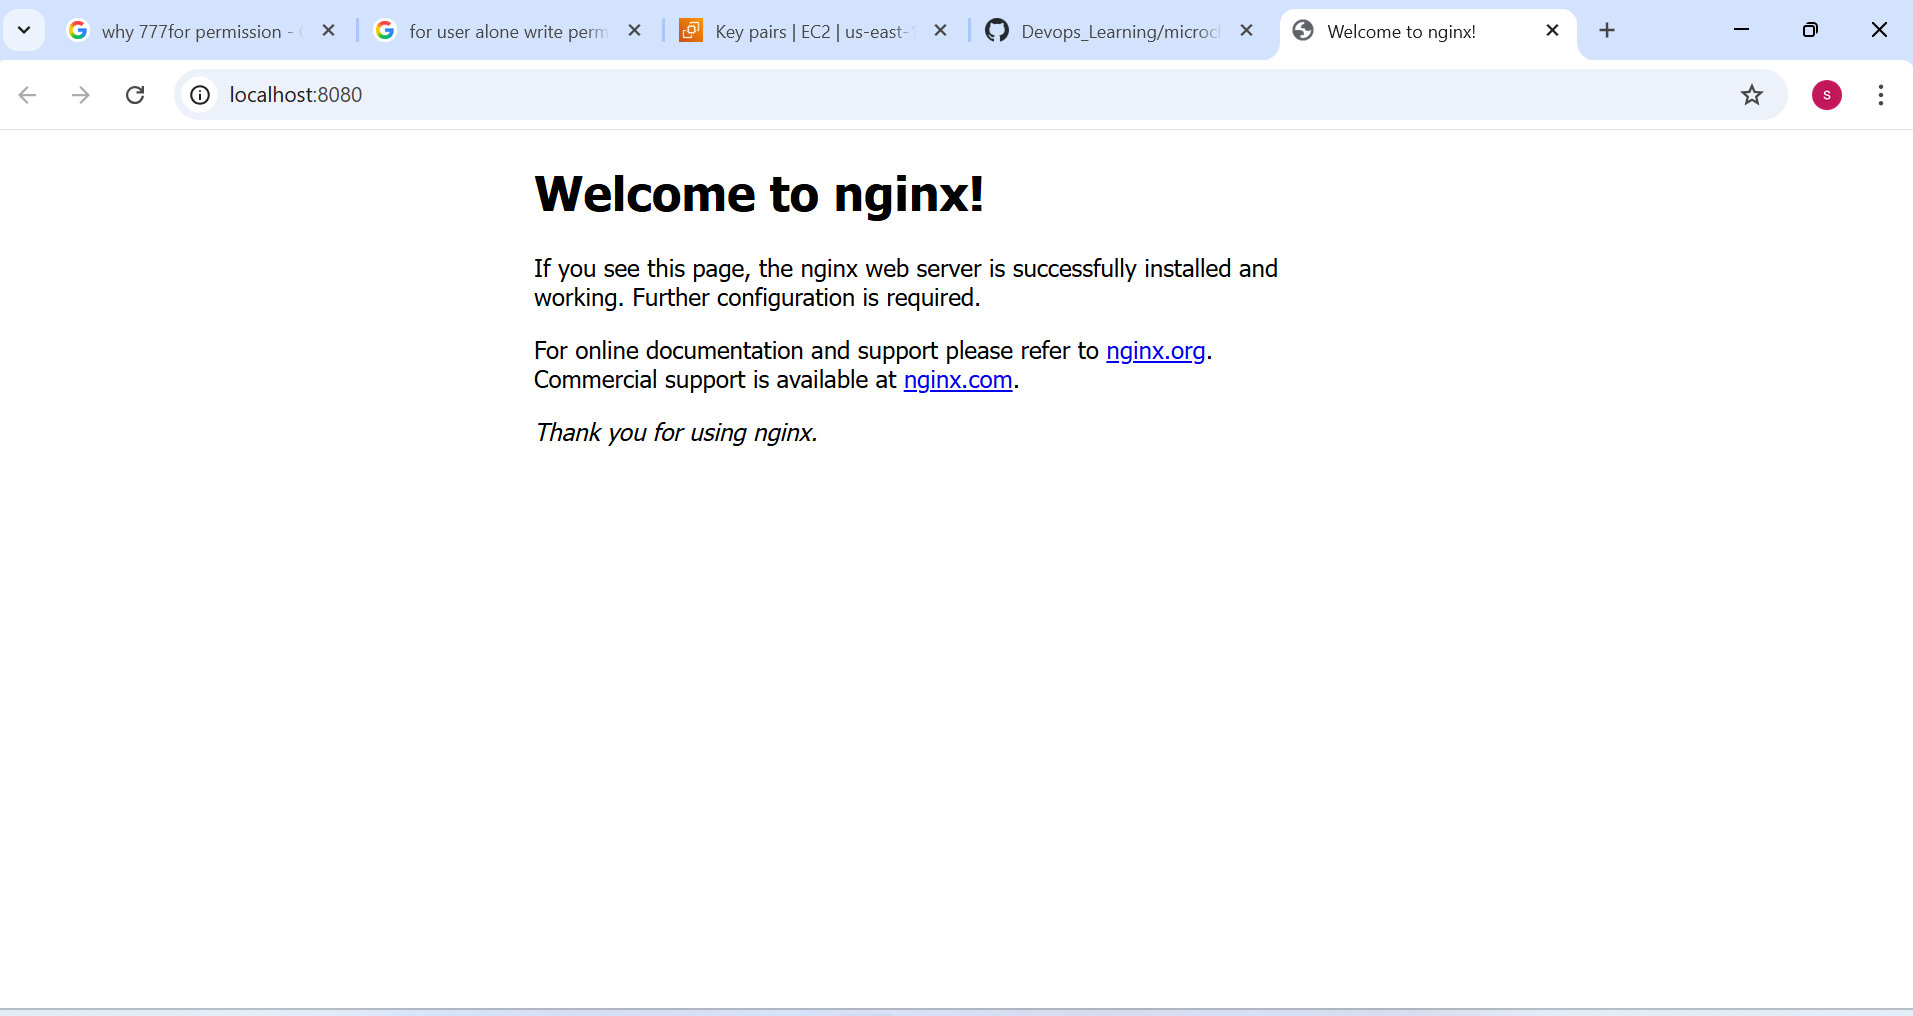 why 777for permission -
for user alone write perm
Key pairs | EC2 | us-east-1
Devops_Learning/microcl
Welcome to nginx!
localhost:8080
S
Welcome to nginx!
If you see this page, the nginx web server is successfully installed and
working. Further configuration is required.
For online documentation and support please refer to nginx.org.
Commercial support is available at nginx.com.
Thank you for using nginx.